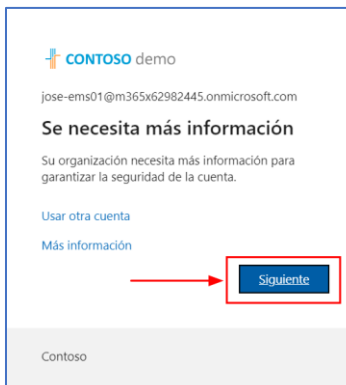 CONTOSO demo
jose-ems01@m365x62982445.onmicrosoft.com
Se necesita más información
Su organización necesita más información para
garantizar la seguridad de la cuenta.
Usar otra cuenta
Más información
Siguiente
Contoso